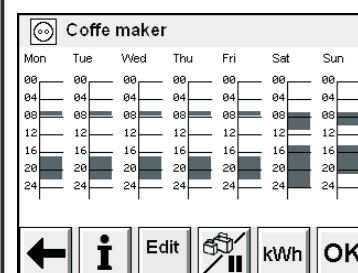 Coffe maker
Mon Tue Wed Thu Fri Sat Sun
00 00 00 00 00 00 00
04 04 04 04 04 04 04
08 08 08 08 08 08 08
12 12 12 12 12 12 12
16 16 16 16 16 16 16
20 20 20 20 20 20 20
24 24 24 24 24 24 24
i Edit kWh OK